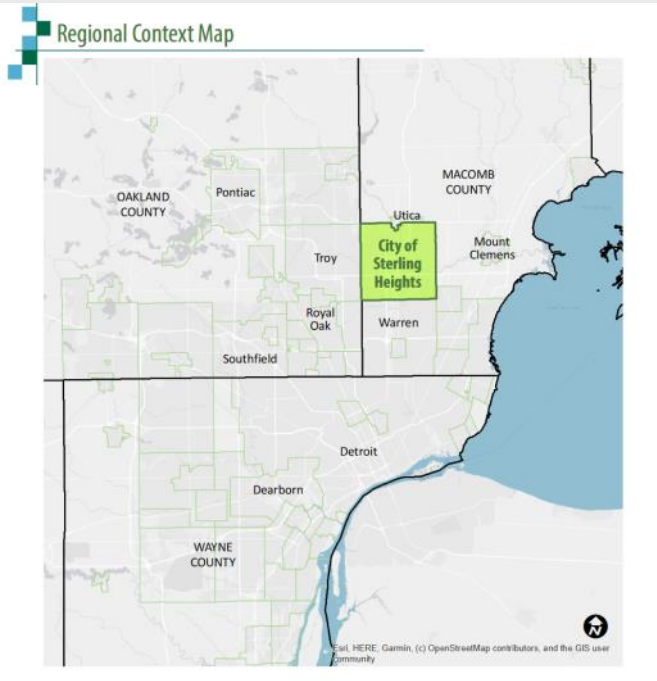 Regional Context Map
MACOMB
COUNTY
OAKLAND
COUNTY
Pontiac
Utica
City of
Sterling
Heights
Mount
Clemens
Troy
Royal
Oak
Warren
Southfield
Detroit
Dearborn
WAYNE
COUNTY
N
Esri, HERE, Garmin, (c) OpenStreetMap contributors, and the GIS user
community